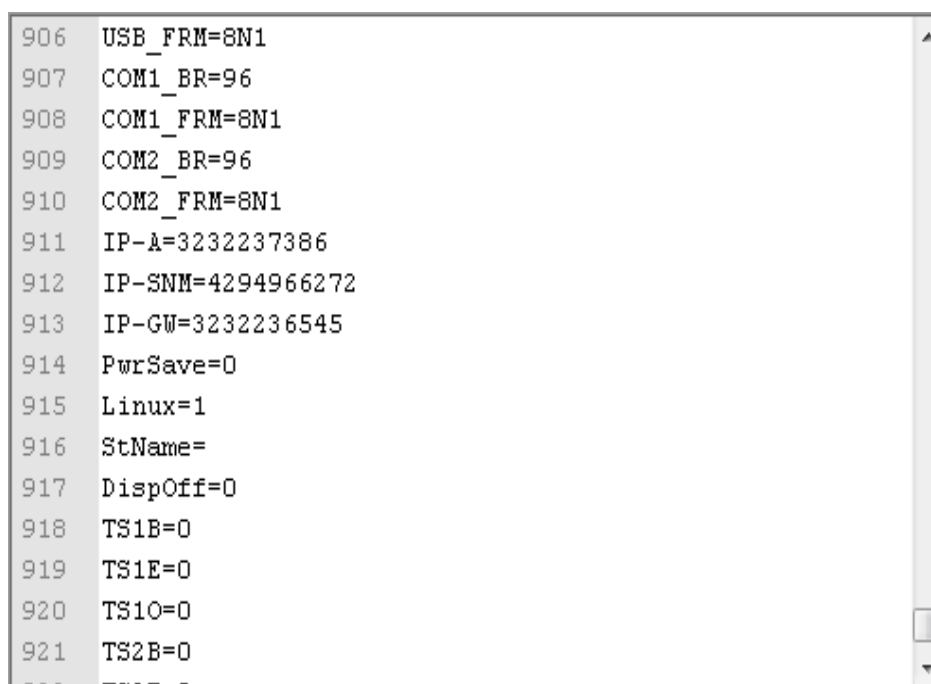 906 USB_FRM=8N1
907 COM1_BR=96
908 COM1_FRM=8N1
909 COM2_BR=96
910 COM2_FRM=8N1
911 IP-A=3232237386
912 IP-SNM=4294966272
913 IP-GW=3232236545
914 PwrSave=0
915 Linux=1
916 StName=
917 DispOff=0
918 TS1B=0
919 TS1E=0
920 TS1O=0
921 TS2B=0